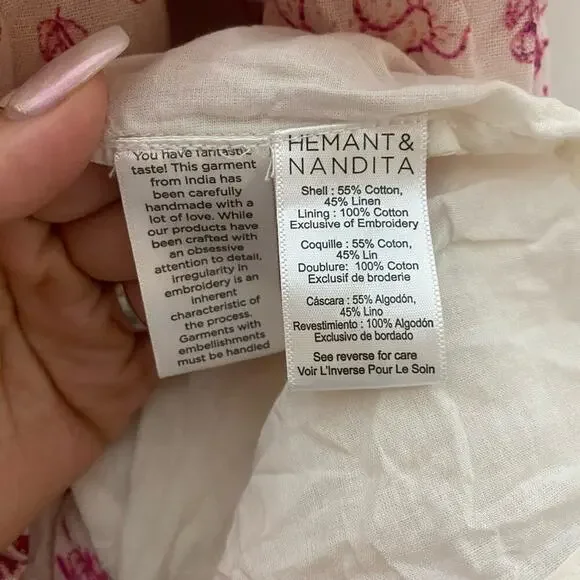 You have fantastic
taste! This garment
from India has
been carefully
handmade with a
lot of love. While
our products have
been crafted with
an obsessive
attention to detail,
irregularity in
embroidery is an
inherent
characteristic of
the process.
Garments with
embellishments
must be handled
HEMANT &
NANDITA
Shell : 55% Cotton,
45% Linen
Lining : 100% Cotton
Exclusive of Embroidery
Coquille : 55% Coton,
45% Lin
Doublure: 100% Coton
Exclusif de broderie
Cáscara : 55% Algodón,
45% Lino
Revestimiento : 100% Algodón
Exclusivo de bordado
See reverse for care
Voir L'Inverse Pour Le Soin